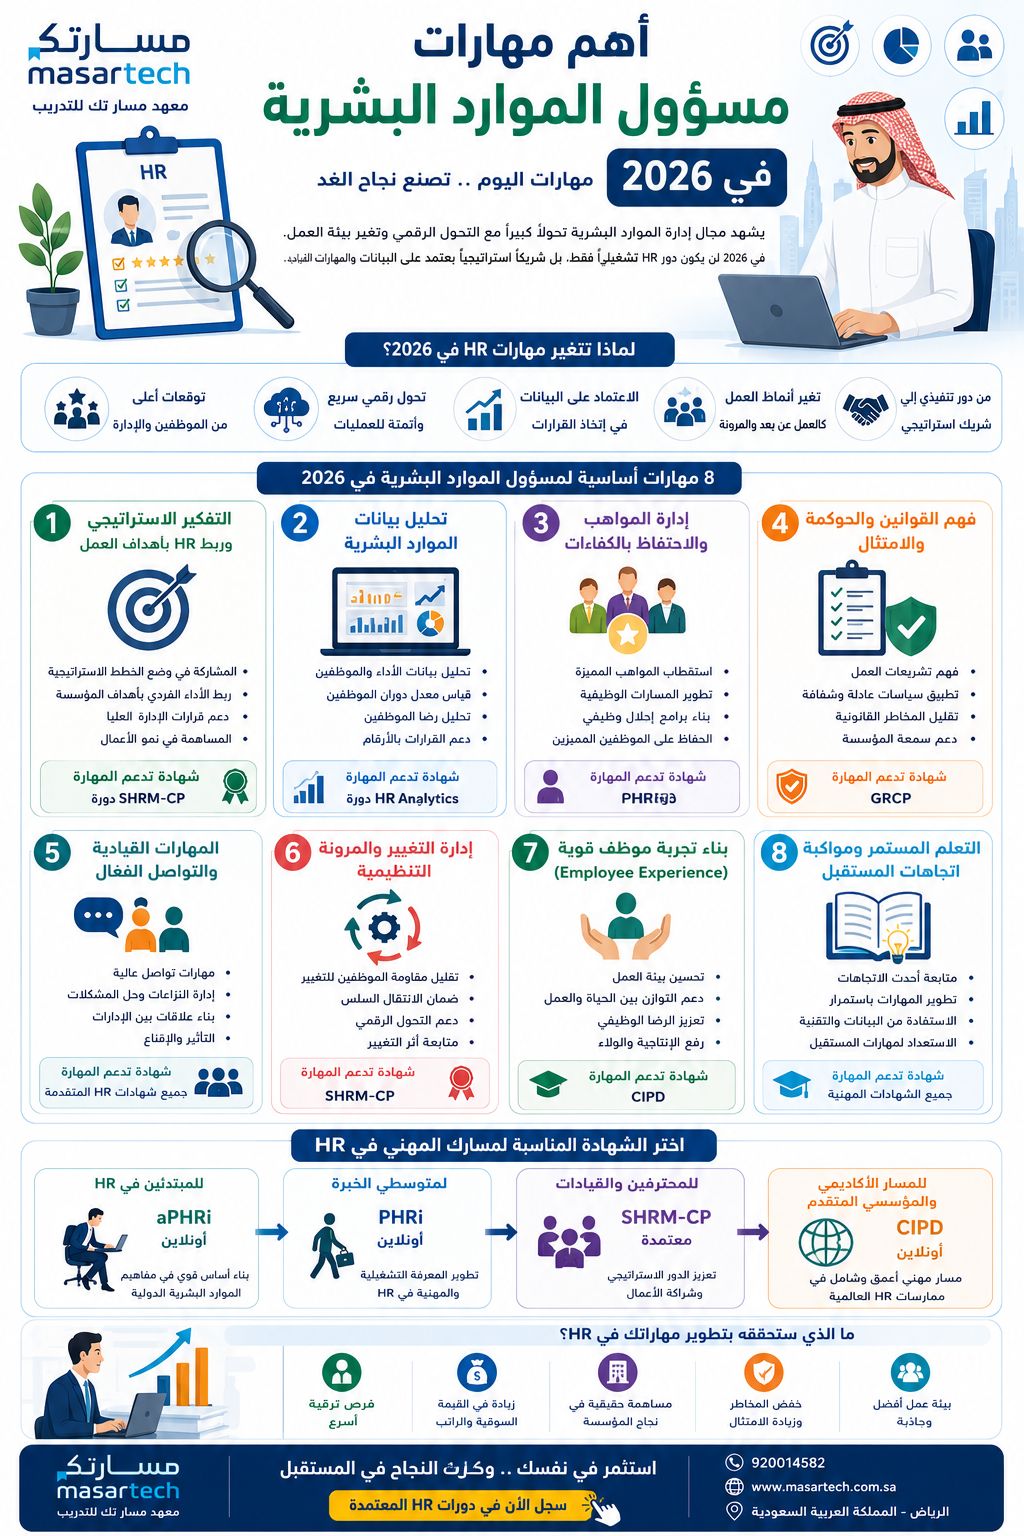 مسارتك
masartech
معهد مسار تك للتدريب
أهم مهارات
مسؤول الموارد البشرية
في 2026
مهارات اليوم .. تصنع نجاح الغد
يشهد مجال إدارة الموارد البشرية تحولاً كبيراً مع التحول الرقمي وتغير بيئة العمل.
في 2026 لن يكون دور HR تشغيلياً فقط، بل شريكاً استراتيجياً يعتمد على البيانات والمهارات
HR
لماذا تتغير مهارات HR في 2026؟
من دور تنفيذي إلى
شريك استراتيجي
تغير أنماط العمل
كالعمل عن بعد والمرونة
الاعتماد على البيانات
في إتخاذ القرارات
تحول رقمي سريع
وأتمتة للعمليات
توقعات أعلى
من الموظفين والإدارة
8 مهارات أساسية لمسؤول الموارد البشرية في 2026
1
التفكير الاستراتيجي
وربط HR بأهداف العمل
• المشاركة في وضع الخطط الاستراتيجية
• ربط الأداء الفردي بأهداف المؤسسة
• دعم قرارات الإدارة العليا
• المساهمة في نمو الأعمال
شهادة تدعم المهارة
دورة SHRM-CP
2
تحليل بيانات
الموارد البشرية
• تحليل بيانات الأداء والموظفين
• قياس معدل دوران الموظفين
• تحليل رضا الموظفين
• دعم القرارات بالأرقام
شهادة تدعم المهارة
دورة HR Analytics
3
إدارة المواهب
والاحتفاظ بالكفاءات
• استقطاب المواهب المميزة
• تطوير المسارات الوظيفية
• بناء برامج إحلال وظيفي
• الحفاظ على الموظفين المميزين
شهادة تدعم المهارة
4
فهم القوانين والحوكمة
والامتثال
• فهم تشريعات العمل
• تطبيق سياسات عادلة وشفافة
• تقليل المخاطر القانونية
• دعم سمعة المؤسسة
شهادة تدعم المهارة
GRCP
5
المهارات القيادية
والتواصل الفعال
• مهارات تواصل عالية
• إدارة النزاعات وحل المشكلات
• بناء علاقات بين الإدارات
• التأثير والإقناع
شهادة تدعم المهارة
جميع شهادات HR المتقدمة
6
إدارة التغيير والمرونة
التنظيمية
• تقليل مقاومة الموظفين للتغيير
• ضمان الانتقال السلس
• دعم التحول الرقمي
• متابعة أثر التغيير
شهادة تدعم المهارة
SHRM-CP
7
بناء تجربة موظف قوية
(Employee Experience)
• تحسين بيئة العمل
• دعم التوازن بين الحياة والعمل
• تعزيز الرضا الوظيفي
• رفع الإنتاجية والولاء
شهادة تدعم المهارة
CIPD
8
التعلم المستمر ومواكبة
اتجاهات المستقبل
• متابعة أحدث الاتجاهات
• تطوير المهارات باستمرار
• الاستفادة من البيانات والتقنية
• الاستعداد لمهارات المستقبل
شهادة تدعم المهارة
جميع الشهادات المهنية
اختر الشهادة المناسبة لمسارك المهني في HR
للمبتدئين في HR
aPHRi
أونلاين
بناء أساس قوي في مفاهيم
الموارد البشرية الدولية
لمتوسطي الخبرة
PHRi
أونلاين
تطوير المعرفة التشغيلية
والمهنية في HR
للمحترفين والقيادات
SHRM-CP
معتمدة
تعزيز الدور الاستراتيجي
وشراكة الأعمال
للمسار الأكاديمي
والمؤسسي المتقدم
CIPD
أونلاين
مسار مهني أعمق وشامل في
ممارسات HR العالمية
ما الذي ستحققه بتطوير مهاراتك في HR؟
بيئة عمل أفضل
وجاذبة
خفض المخاطر
وزيادة الامتثال
مساهمة حقيقية في
نجاح المؤسسة
زيادة في القيمة
السوقية والراتب
فرص ترقية
أسرع
مسارتك
masartech
معهد مسار تك للتدريب
استثمر في نفسك .. النجاح في المستقبل
سجل الآن في دورات HR المعتمدة
920014582
www.masartech.com.sa
الرياض - المملكة العربية السعودية